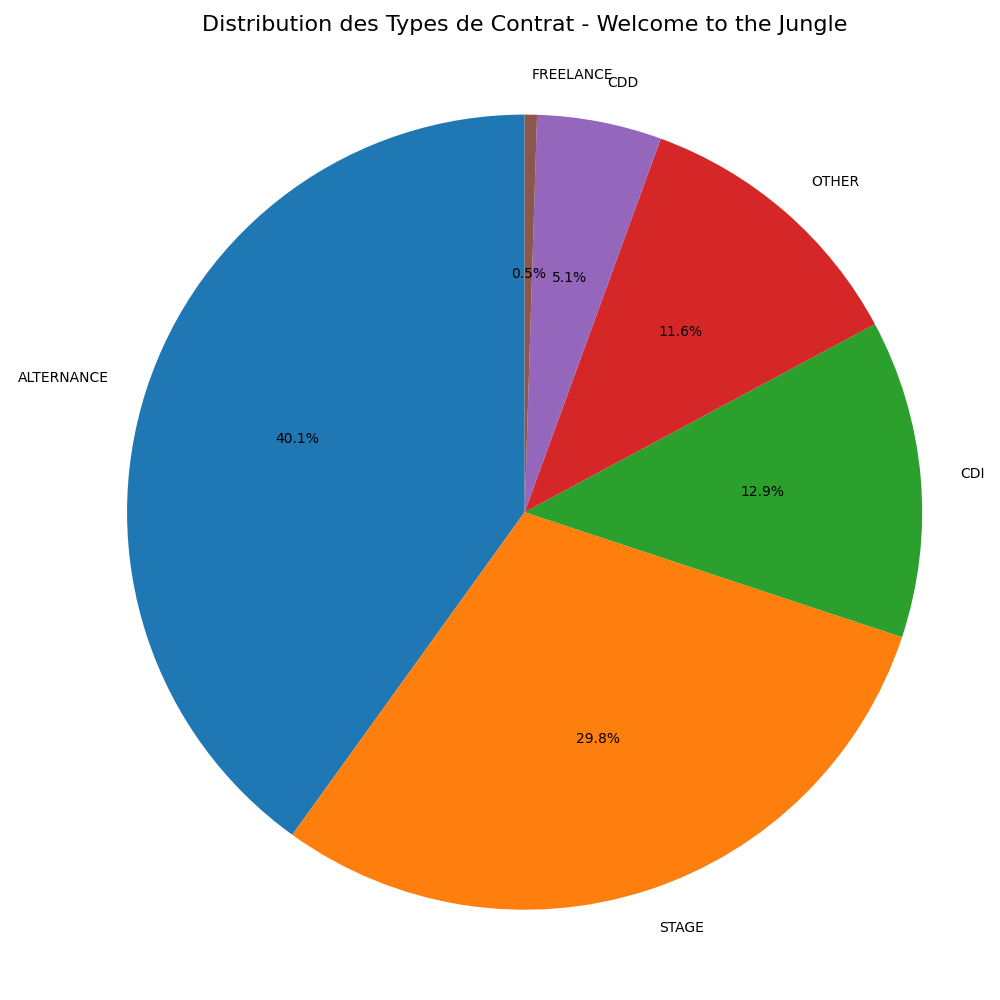 Distribution des Types de Contrat - Welcome to the Jungle
FREELANCE
CDD
OTHER
0.5%
5.1%
11.6%
ALTERNANCE
40.1%
CDI
12.9%
29.8%
STAGE